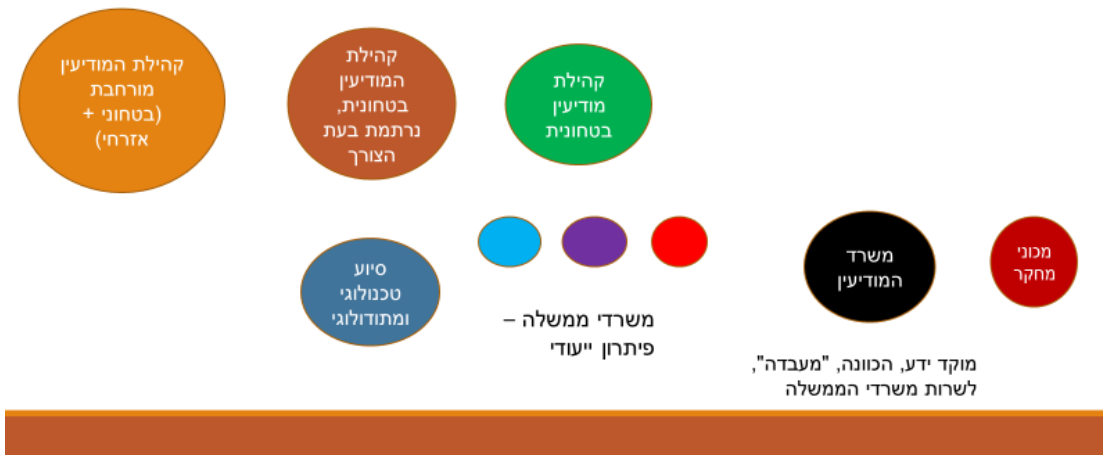 קהילת
מודיעין
בטחונית
קהילת
המודיעין
בטחונית,
נרתמת בעת
הצורך
קהילת המודיעין
מורחבת
(בטחוני +
אזרחי)
מכוני
מחקר
משרד
המודיעין
מוקד ידע, הכוונה, "מעבדה",
לשרות משרדי הממשלה
משרדי ממשלה –
פיתרון ייעודי
סיוע
טכנולוגי
ומתודולוגי